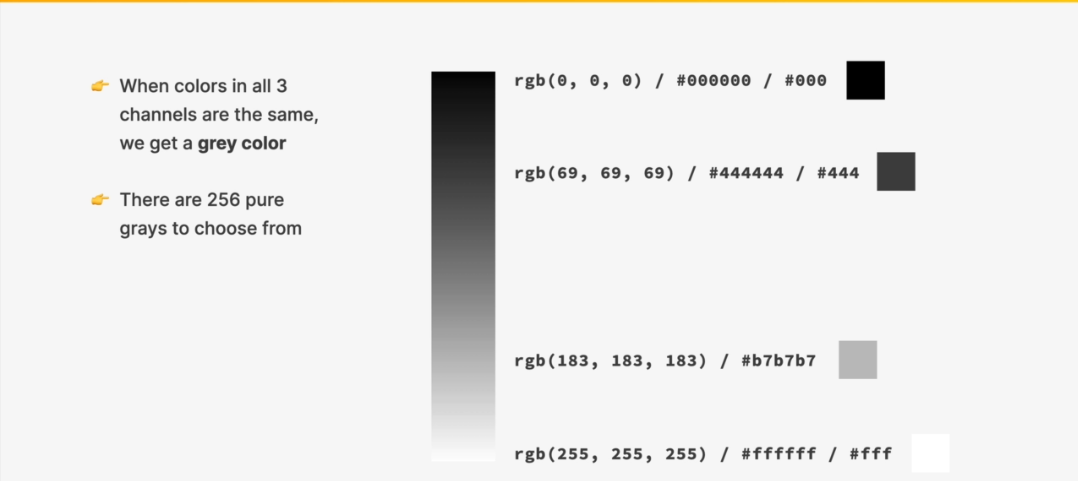 👉 When colors in all 3
channels are the same,
we get a grey color
👉 There are 256 pure
grays to choose from
rgb(0, 0, 0) / #000000 / #000
rgb(69, 69, 69) / #444444 / #444
rgb(183, 183, 183) / #b7b7b7
rgb(255, 255, 255) / #ffffff / #fff